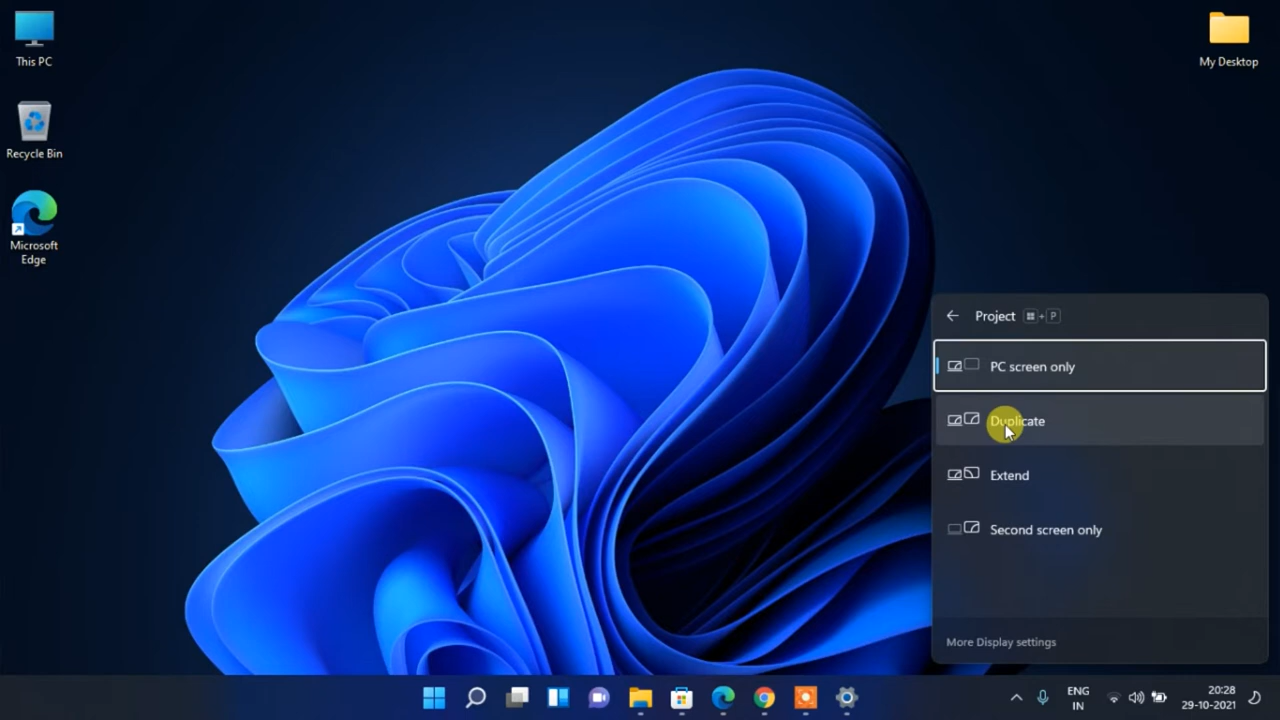 This PC
Recycle Bin
Microsoft
Edge
My Desktop
Project + P
PC screen only
Duplicate
Extend
Second screen only
More Display settings
ENG
IN
20:28
29-10-2021